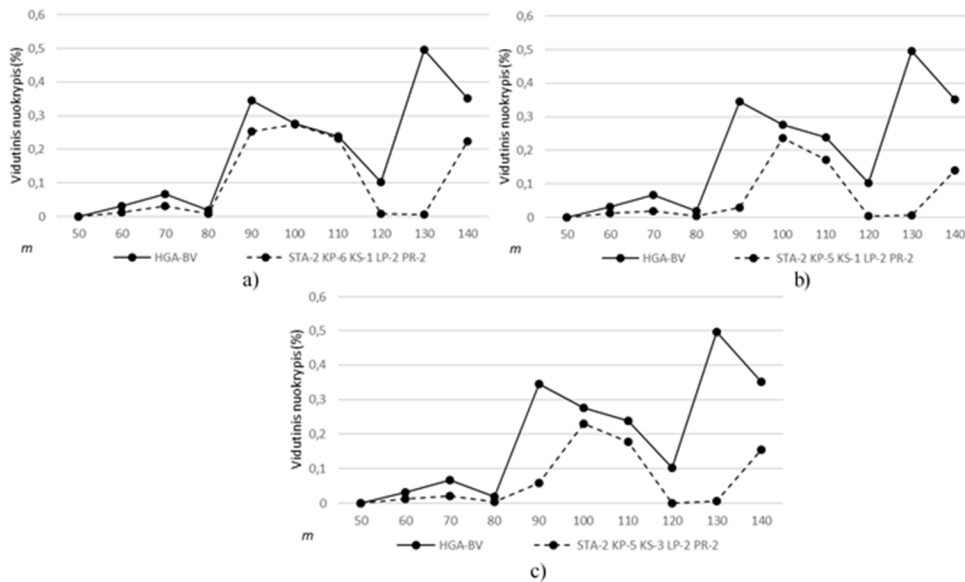 0,6
0,5
0,4
0,3
0,2
0,1
0
Vidutinis nuokrypis (%)
50 60 70 80 90 100 110 120 130 140
m
HGA-BV STA-2 KP-6 KS-1 LP-2 PR-2
a)
0,6
0,5
0,4
0,3
0,2
0,1
0
Vidutinis nuokrypis (%)
50 60 70 80 90 100 110 120 130 140
m
HGA-BV STA-2 KP-5 KS-1 LP-2 PR-2
b)
0,6
0,5
0,4
0,3
0,2
0,1
0
Vidutinis nuokrypis (%)
50 60 70 80 90 100 110 120 130 140
m
HGA-BV STA-2 KP-5 KS-3 LP-2 PR-2
c)